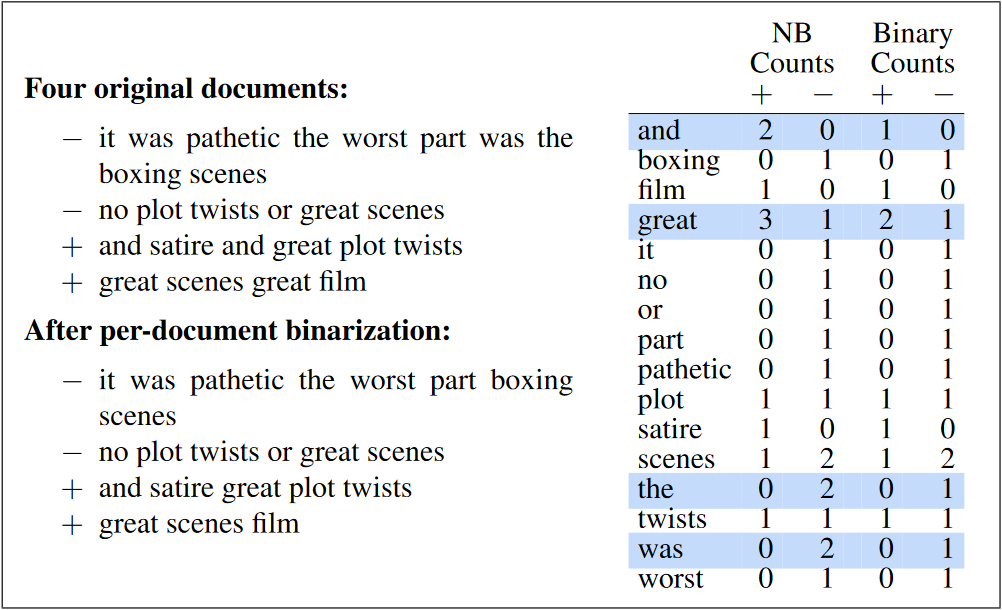 Four original documents:
− it was pathetic the worst part was the
boxing scenes
− no plot twists or great scenes
+ and satire and great plot twists
+ great scenes great film
After per-document binarization:
− it was pathetic the worst part boxing
scenes
− no plot twists or great scenes
+ and satire great plot twists
+ great scenes film
NB Binary
Counts Counts
+ − + −
and 2 0 1 0
boxing 0 1 0 1
film 1 0 1 0
great 3 1 2 1
it 0 1 0 1
no 0 1 0 1
or 0 1 0 1
part 0 1 0 1
pathetic 0 1 0 1
plot 1 1 1 1
satire 1 0 1 0
scenes 1 2 1 2
the 0 2 0 1
twists 1 1 1 1
was 0 2 0 1
worst 0 1 0 1